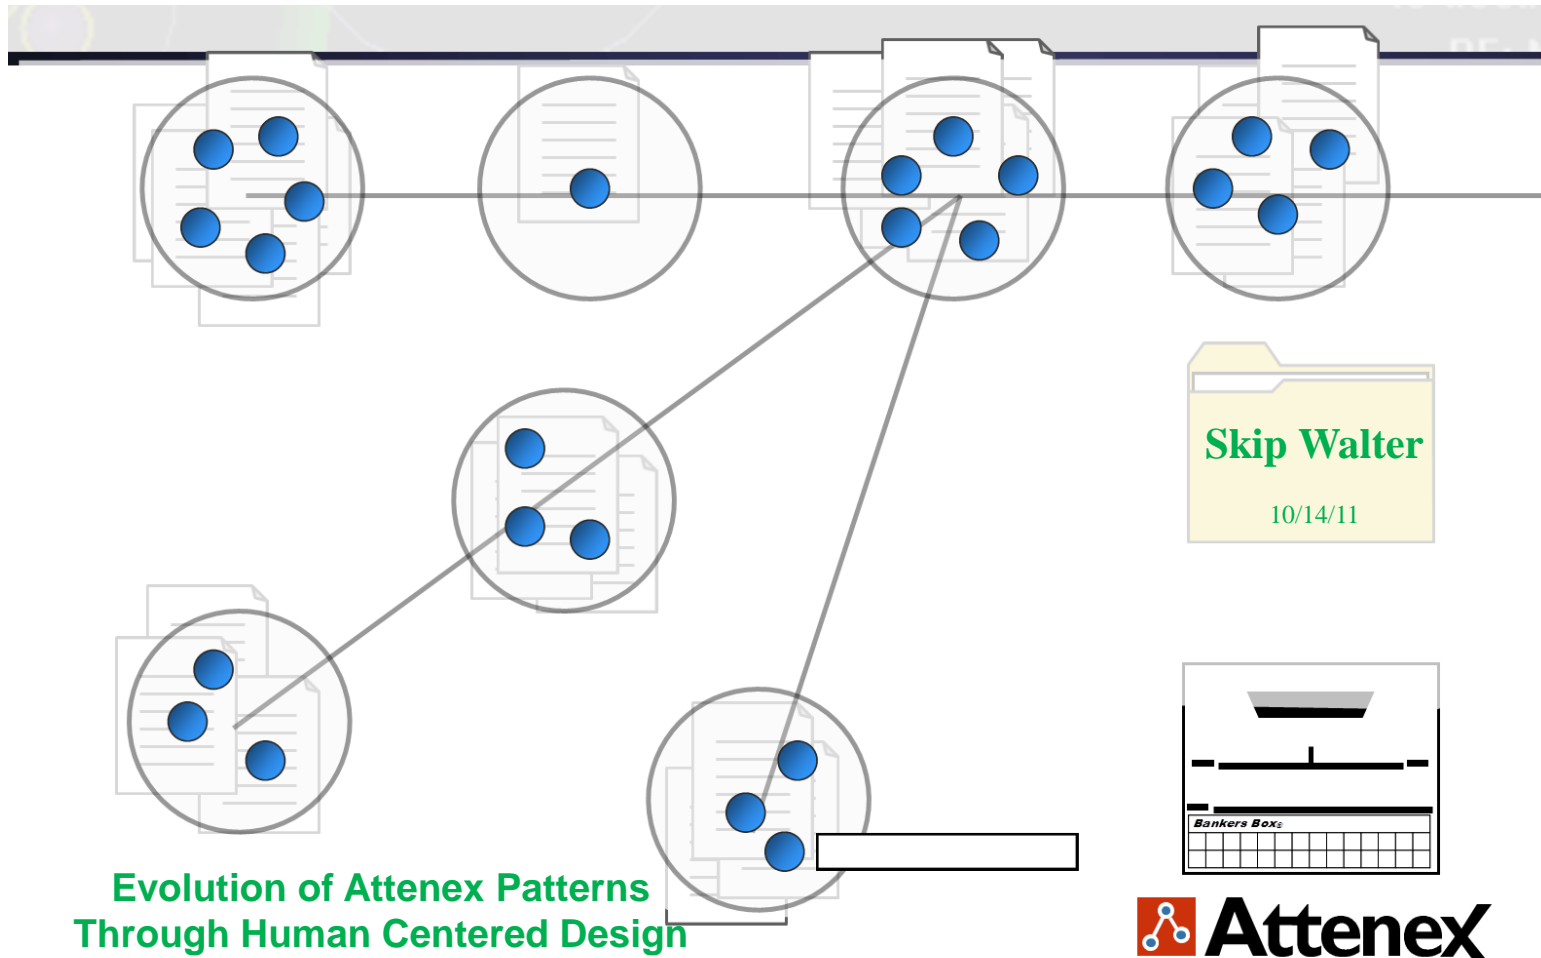 Skip Walter
10/14/11
Bankers Box®
Evolution of Attenex Patterns
Through Human Centered Design
Attenex